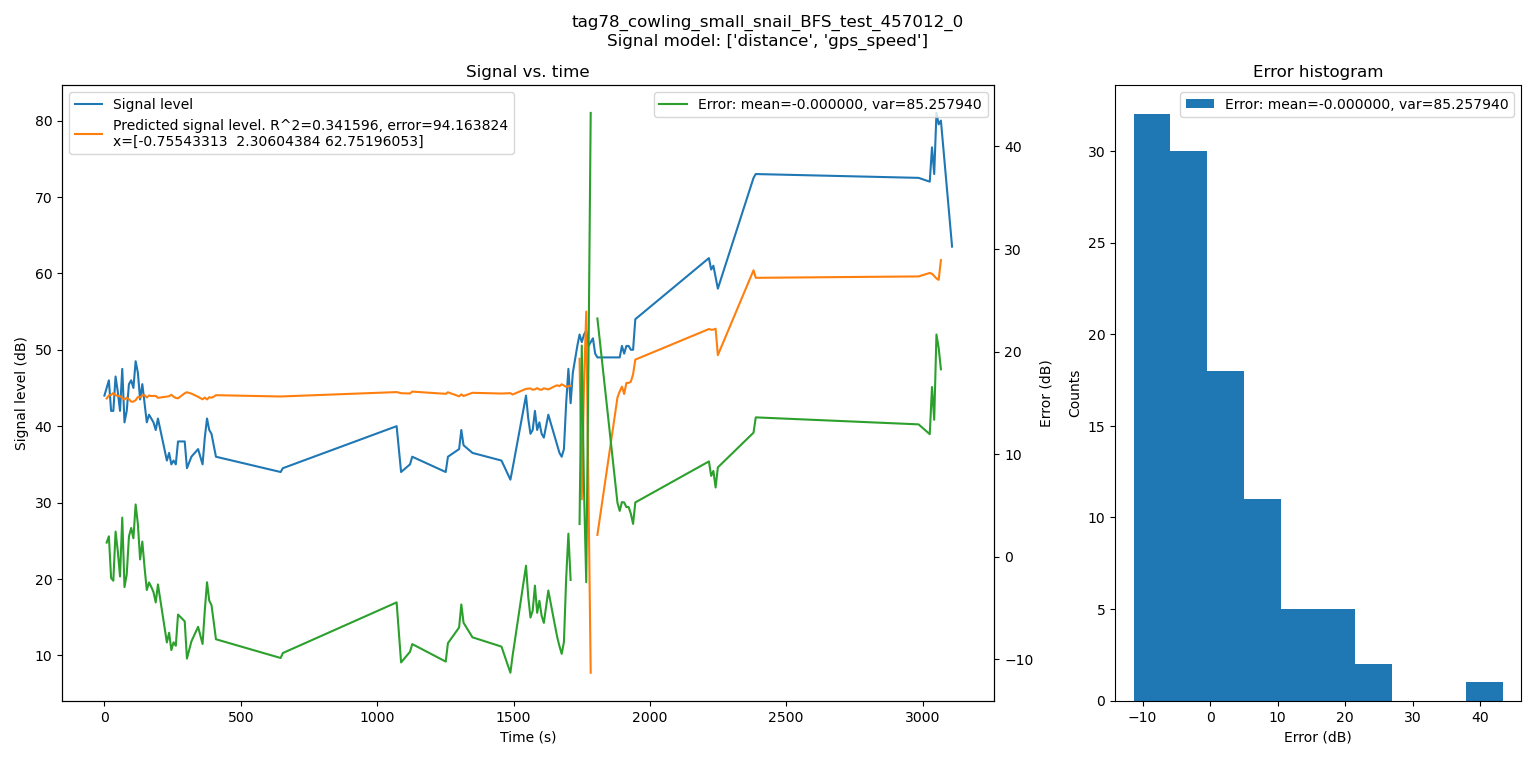 tag78_cowling_small_snail_BFS_test_457012_0
Signal model: ['distance', 'gps_speed']
Signal vs. time
Signal level
Predicted signal level. R^2=0.341596, error=94.163824
x=[-0.75543313  2.30604384 62.75196053]
Error: mean=-0.000000, var=85.257940
Signal level (dB)
80
70
60
50
40
30
20
10
0
500
1000
1500
2000
2500
3000
Time (s)
40
30
20
10
0
−10
Error (dB)
Error histogram
Error: mean=-0.000000, var=85.257940
Counts
30
25
20
15
10
5
0
−10
0
10
20
30
40
Error (dB)